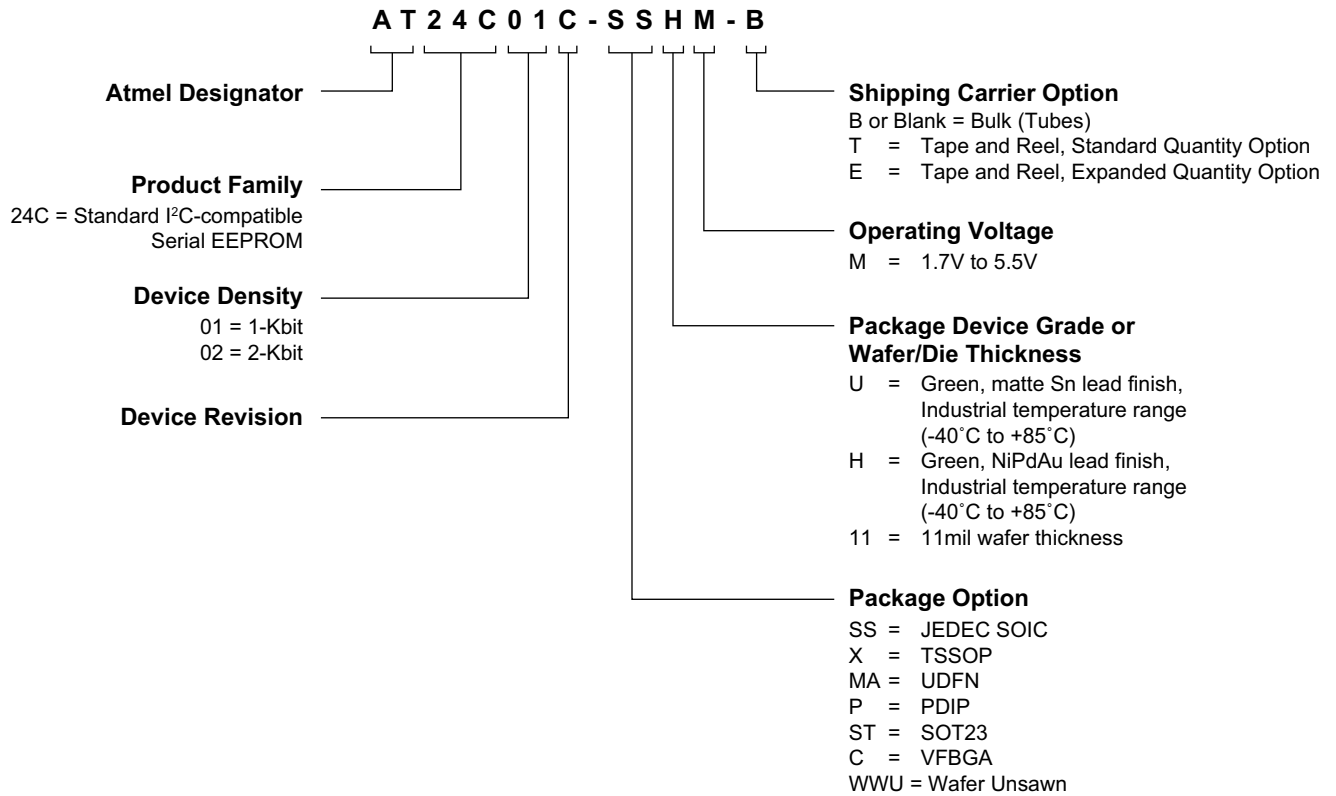 AT24C01C-SSHM-B
Atmel Designator
Product Family
24C = Standard I²C-compatible
Serial EEPROM
Device Density
01 = 1-Kbit
02 = 2-Kbit
Device Revision
Shipping Carrier Option
B or Blank = Bulk (Tubes)
T = Tape and Reel, Standard Quantity Option
E = Tape and Reel, Expanded Quantity Option
Operating Voltage
M = 1.7V to 5.5V
Package Device Grade or
Wafer/Die Thickness
U = Green, matte Sn lead finish,
Industrial temperature range
(-40˚C to +85˚C)
H = Green, NiPdAu lead finish,
Industrial temperature range
(-40˚C to +85˚C)
11 = 11mil wafer thickness
Package Option
SS = JEDEC SOIC
X = TSSOP
MA = UDFN
P = PDIP
ST = SOT23
C = VFBGA
WWU = Wafer Unsawn